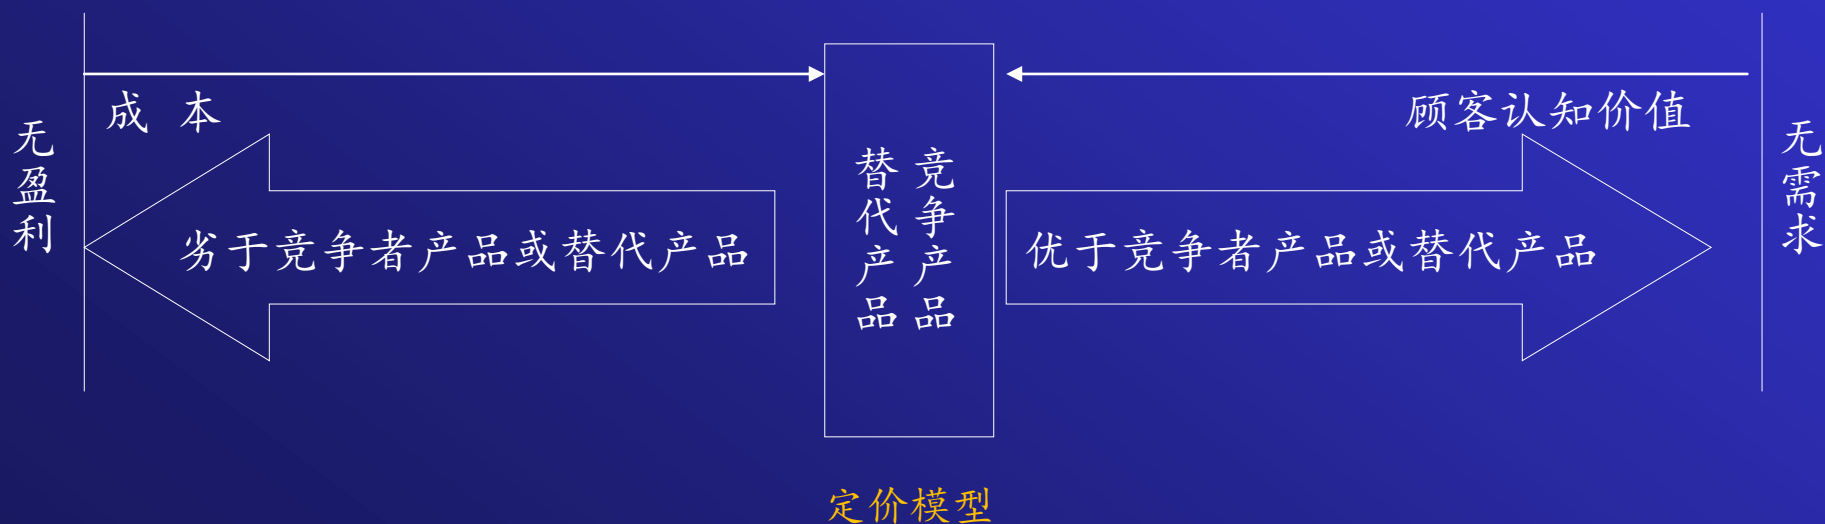 成 本
顾客认知价值
无盈利
劣于竞争者产品或替代产品
竞争产品
替代产品
优于竞争者产品或替代产品
无需求
定价模型